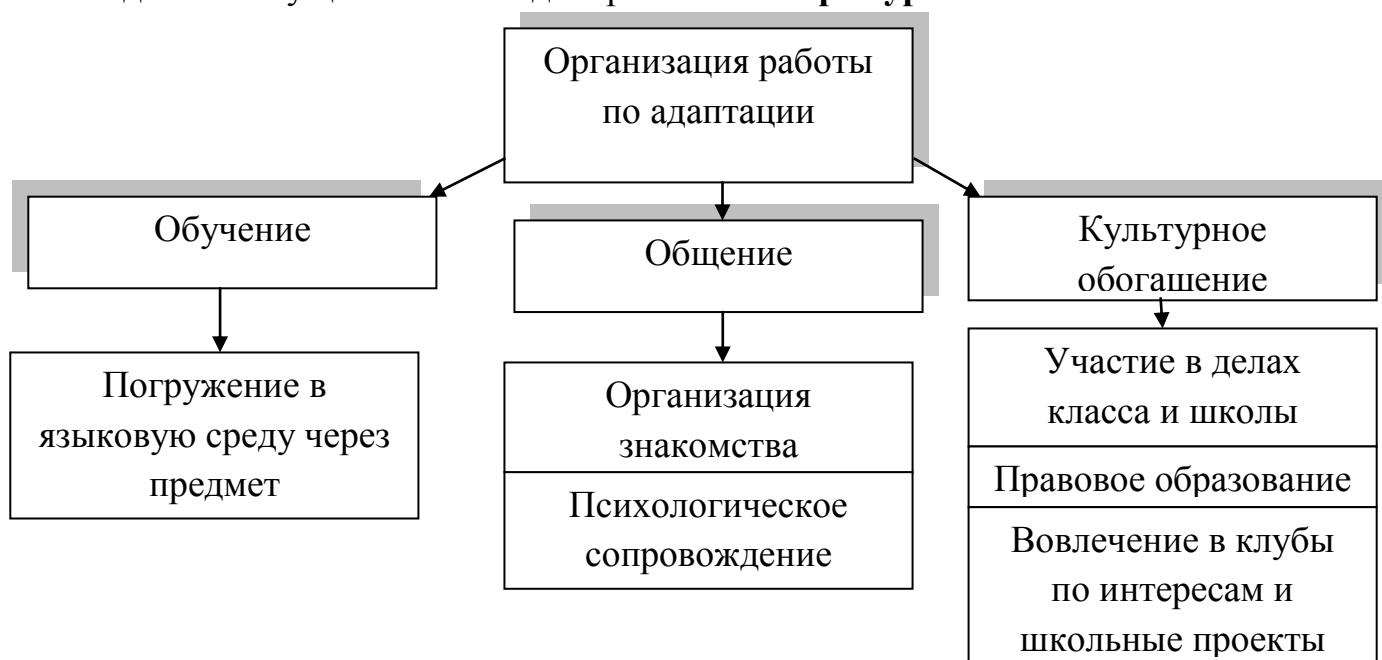 Организация работы
по адаптации
Обучение
Общение
Культурное
обогашение
Погружение в
языковую среду через
предмет
Организация
знакомства
Психологическое
сопровождение
Участие в делах
класса и школы
Правовое образование
Вовлечение в клубы
по интересам и
школьные проекты